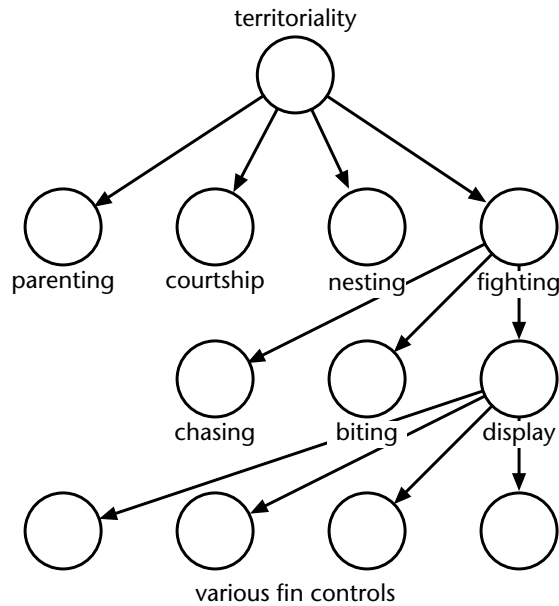 territoriality
parenting courtship nesting fighting
chasing biting display
various fin controls